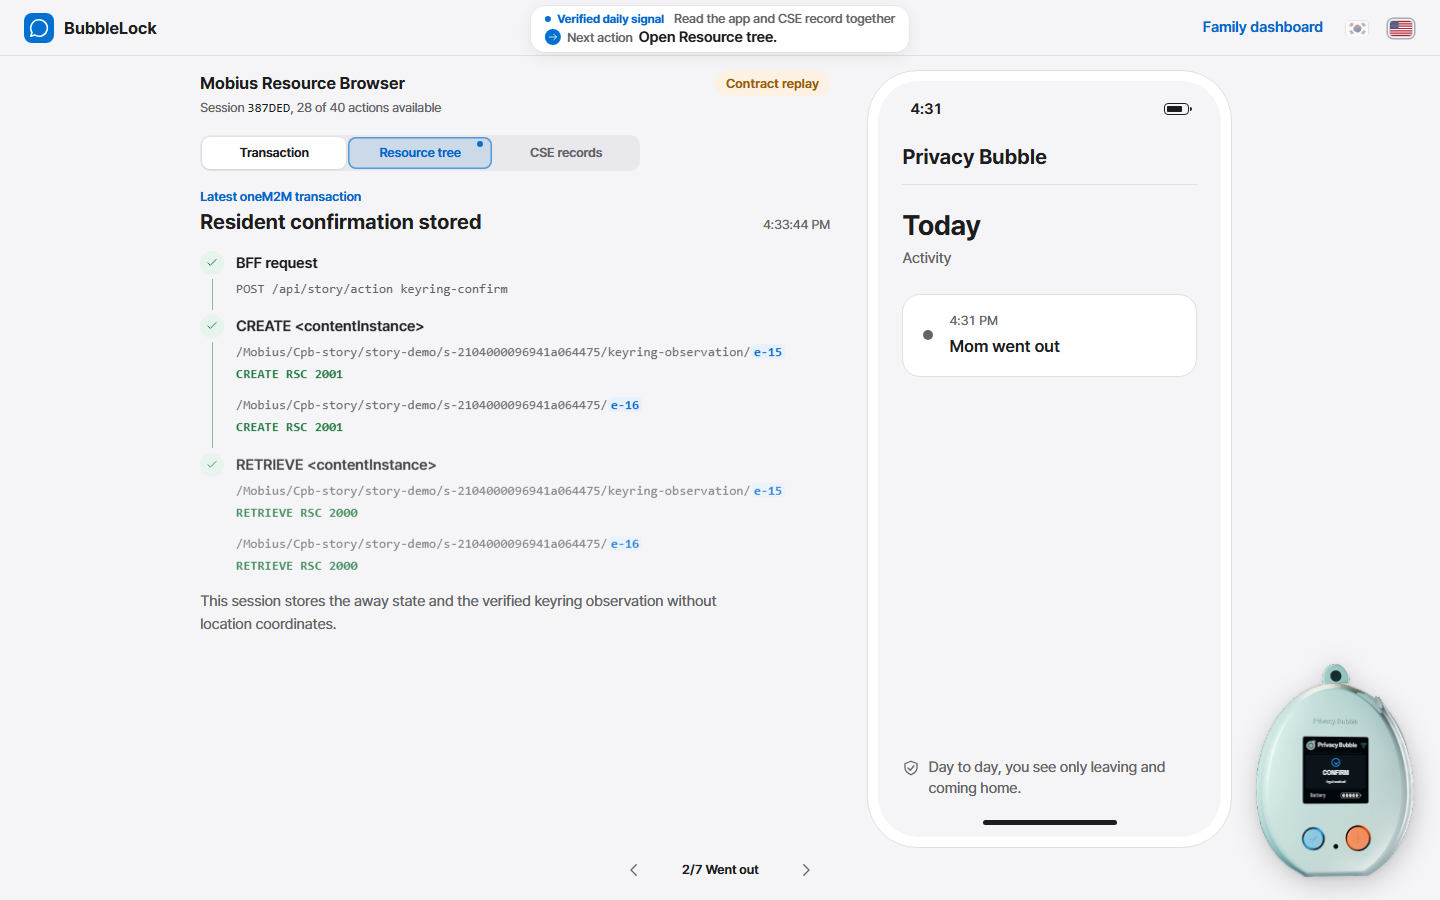 BubbleLock
Verified daily signal Read the app and CSE record together
Next action Open Resource tree.
Family dashboard
Mobius Resource Browser
Contract replay
Session 387DED, 28 of 40 actions available
Transaction
Resource tree
CSE records
Latest oneM2M transaction
Resident confirmation stored
4:33:44 PM
BFF request
POST /api/story/action keyring-confirm
CREATE <contentInstance>
/Mobius/Cpb-story/story-demo/s-2104000096941a064475/keyring-observation/e-15
CREATE RSC 2001
/Mobius/Cpb-story/story-demo/s-2104000096941a064475/e-16
CREATE RSC 2001
RETRIEVE <contentInstance>
/Mobius/Cpb-story/story-demo/s-2104000096941a064475/keyring-observation/e-15
RETRIEVE RSC 2000
/Mobius/Cpb-story/story-demo/s-2104000096941a064475/e-16
RETRIEVE RSC 2000
This session stores the away state and the verified keyring observation without
location coordinates.
2/7 Went out
4:31
Privacy Bubble
Today
Activity
4:31 PM
Mom went out
Day to day, you see only leaving and
coming home.
Privacy Bubble
Privacy Bubble
CONFIRM
Battery